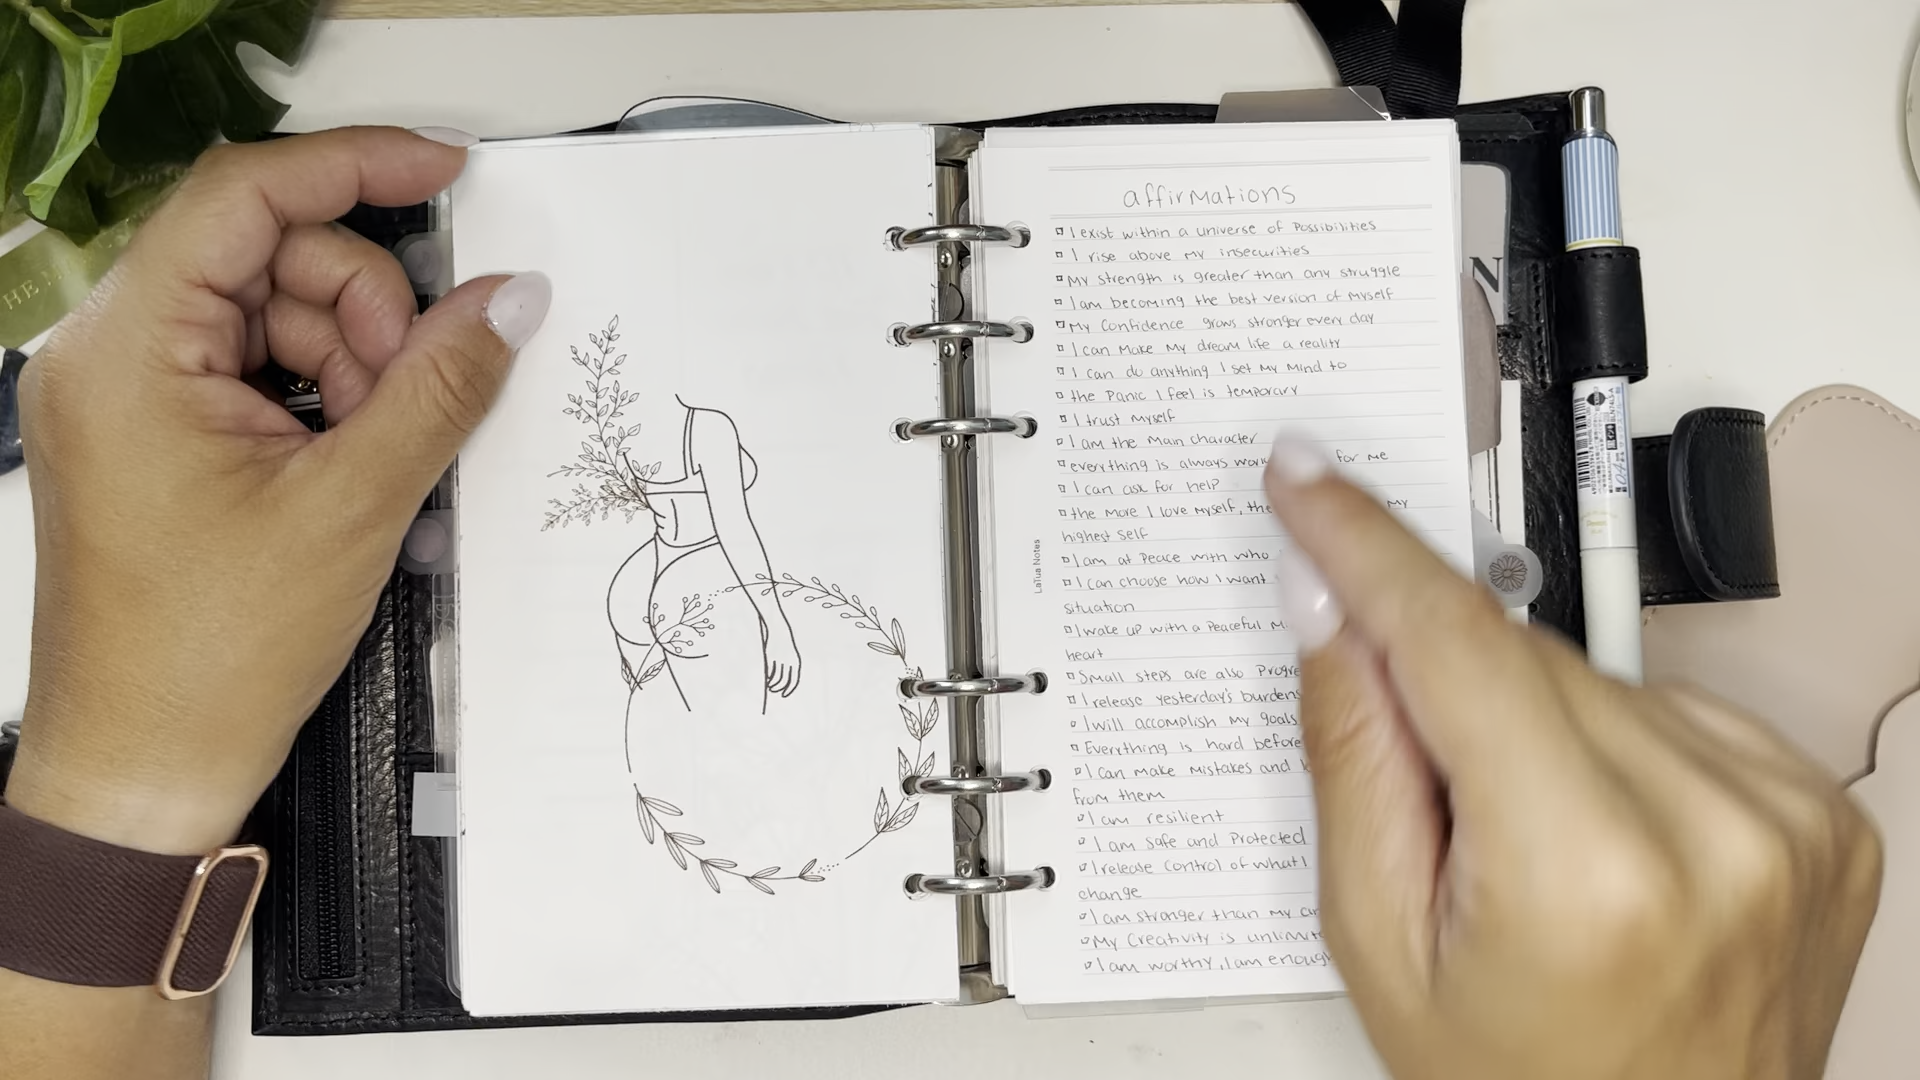 affirmations
I exist within a universe of Possibilities
I rise above my insecurities
My strength is greater than any struggle
I am becoming the best version of myself
My Confidence grows stronger every day
I can make my dream life a reality
I can do anything I set my mind to
the Panic I feel is temporary
I trust myself
I am the main character
everything is always for me
I can ask for help
the more I love myself, my
highest self
I am at Peace with who
I can choose how I want
situation
I wake up with a Peaceful
heart
Small steps are also
I release yesterday's burdens
I will accomplish my goals
Everything is hard before
I can make mistakes and
from them
I am resilient
I am safe and Protected
I release control of what I
change
I am stronger than my
My Creativity is
I am worthy, I am enough
LaTua Notes
N
THE